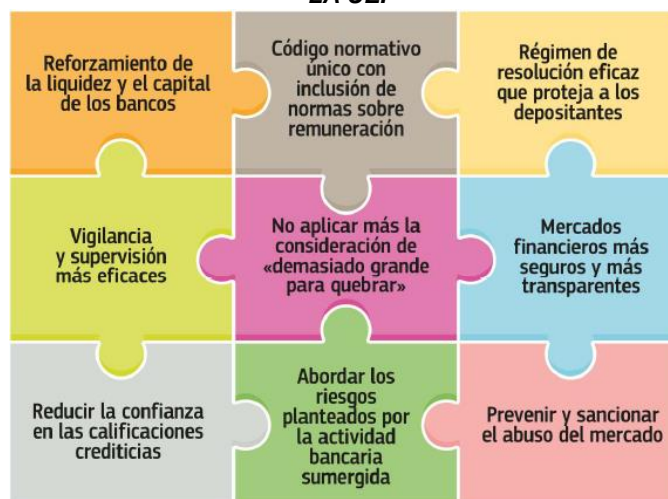 Reforzamiento de
la liquidez y el capital
de los bancos
Código normativo
único con
inclusión de
normas sobre
remuneración
Régimen de
resolución eficaz
que proteja a los
depositantes
Vigilancia
y supervisión
más eficaces
No aplicar más la
consideración de
«demasiado grande
para quebrar»
Mercados
financieros más
seguros y más
transparentes
Reducir la confianza
en las calificaciones
crediticias
Abordar los
riesgos
planteados por
la actividad
bancaria
sumergida
Prevenir y sancionar
el abuso del mercado